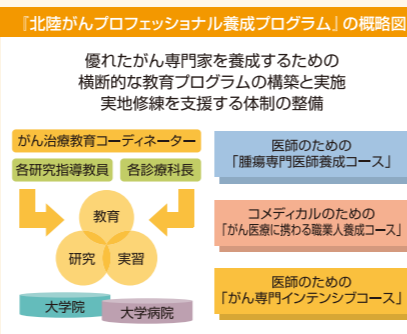 『北陸がんプロフェッショナル養成プログラム』の概略図
優れたがん専門家を養成するための
横断的な教育プログラムの構築と実施
実地修練を支援する体制の整備
がん治療教育コーディネーター
各研究指導教員
各診療科長
教育
研究
実習
大学院
大学病院
医師のための
「腫瘍専門医師養成コース」
コメディカルのための
「がん医療に携わる職業人養成コース」
医師のための
「がん専門インテンシブコース」